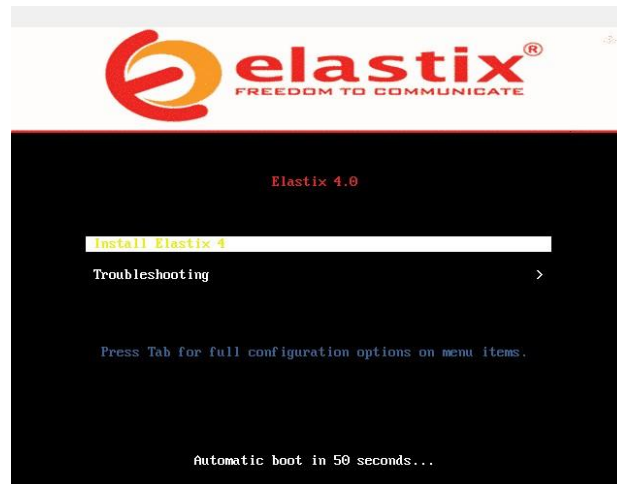 elastix®
FREEDOM TO COMMUNICATE
Elastix 4.0
Install Elastix 4
Troubleshooting >
Press Tab for full configuration options on menu items.
Automatic boot in 50 seconds...